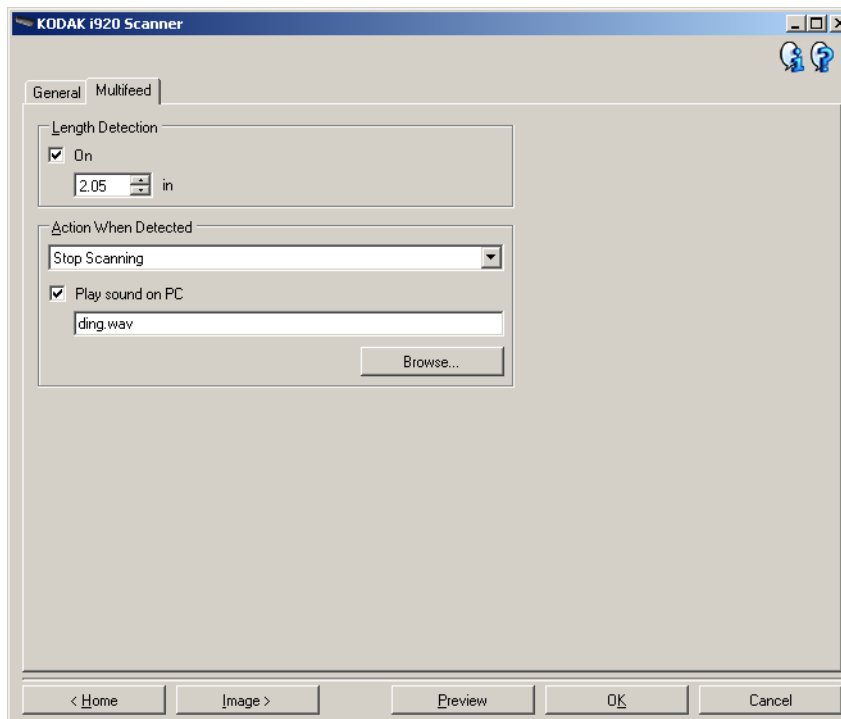 KODAK i920 Scanner
General Multifeed
Length Detection
On
2.05 in
Action When Detected
Stop Scanning
Play sound on PC
ding.wav
Browse...
< Home Image > Preview OK Cancel